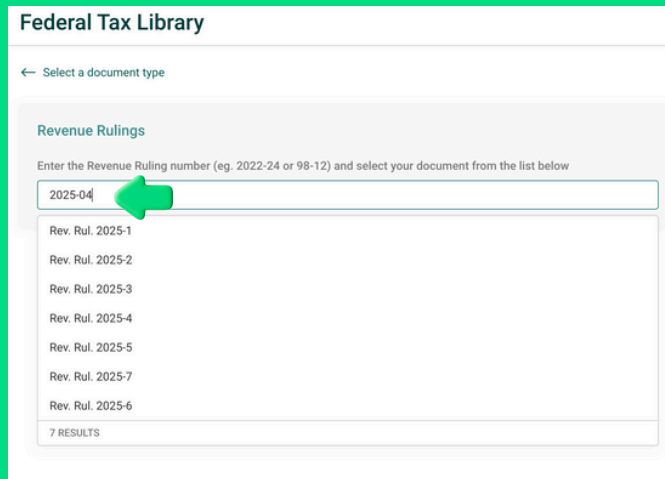 Federal Tax Library
← Select a document type
Revenue Rulings
Enter the Revenue Ruling number (eg. 2022-24 or 98-12) and select your document from the list below
2025-04
Rev. Rul. 2025-1
Rev. Rul. 2025-2
Rev. Rul. 2025-3
Rev. Rul. 2025-4
Rev. Rul. 2025-5
Rev. Rul. 2025-7
Rev. Rul. 2025-6
7 RESULTS